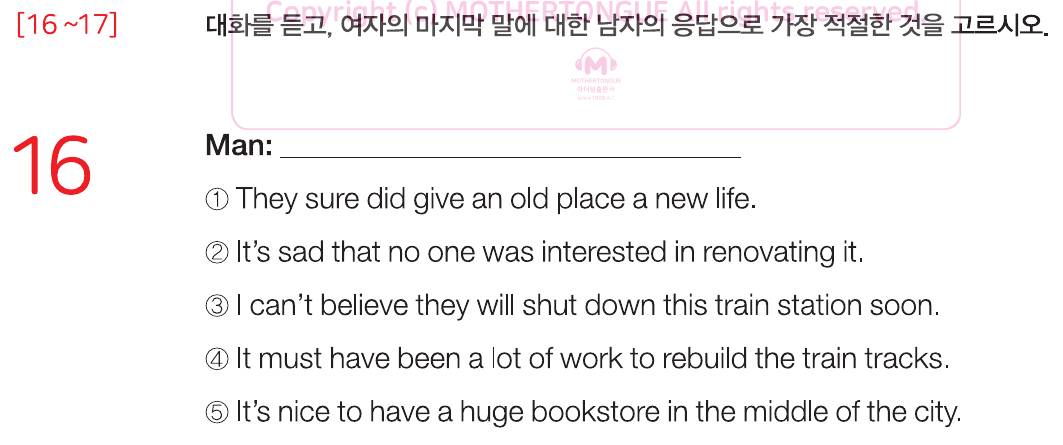 Copyright (c) MOTHERTONGUE All rights reserved
[16 ~17] 대화를 듣고, 여자의 마지막 말에 대한 남자의 응답으로 가장 적절한 것을 고르시오.
MOTHERTONGUE
16
Man:
① They sure did give an old place a new life.
② It's sad that no one was interested in renovating it.
③ I can't believe they will shut down this train station soon.
④ It must have been a lot of work to rebuild the train tracks.
⑤ It's nice to have a huge bookstore in the middle of the city.